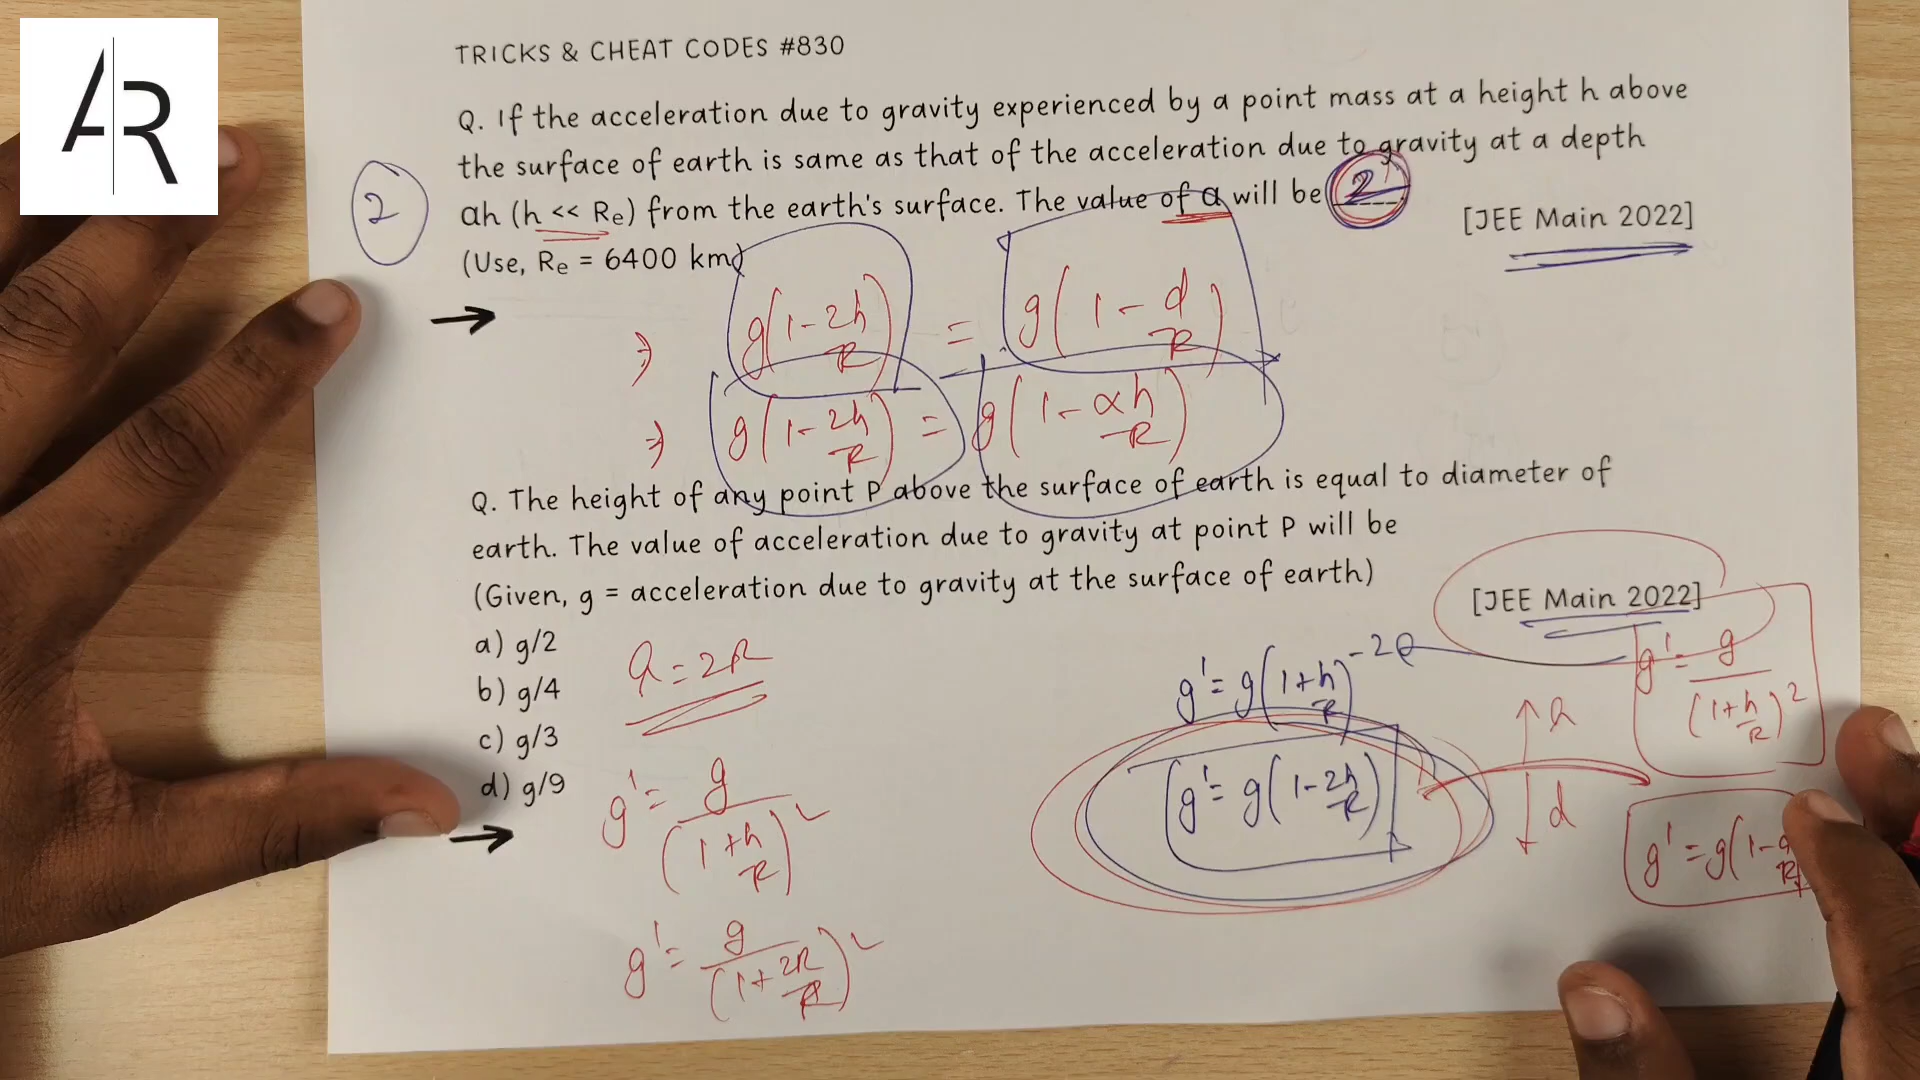 AR
TRICKS & CHEAT CODES #830
Q. If the acceleration due to gravity experienced by a point mass at a height h above
the surface of earth is same as that of the acceleration due to gravity at a depth
αh (h << Re) from the earth's surface. The value of α will be 2
2
[JEE Main 2022]
(Use, Re = 6400 km)
⇒ g(1-2h/R) = g(1-d/R)
⇒ g(1-2h/R) = g(1-αh/R)
Q. The height of any point P above the surface of earth is equal to diameter of
earth. The value of acceleration due to gravity at point P will be
(Given, g = acceleration due to gravity at the surface of earth)
[JEE Main 2022]
a) g/2
b) g/4
c) g/3
d) g/9
h = 2R
g' = g/(1+h/R)²
g' = g/(1+2R/R)²
g' = g(1+h/R)^-2
g' = g(1-2h/R)
↑ h
↓ d
g' = g/(1+h/R)²
g' = g(1-d/R